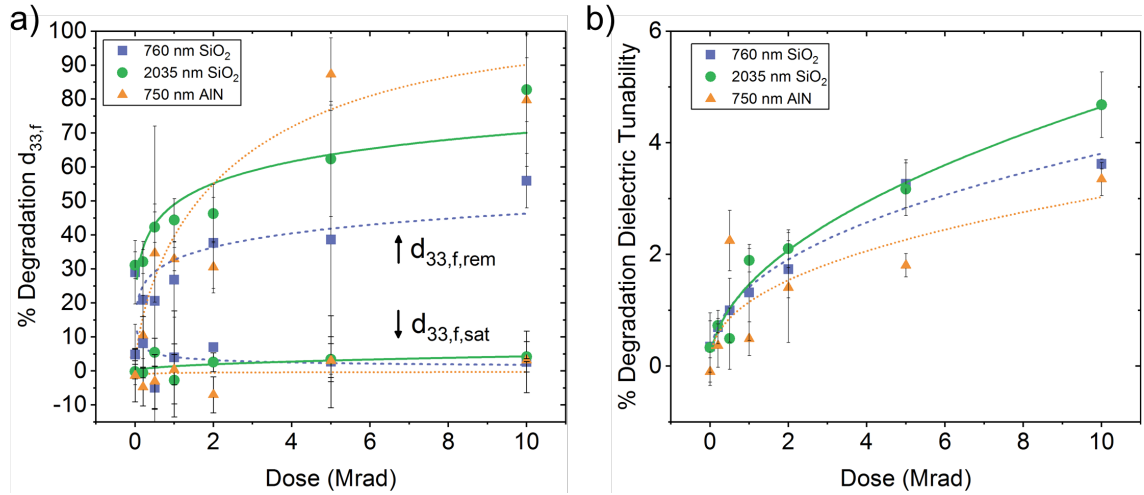 a)
% Degradation d33,f
100
90
80
70
60
50
40
30
20
10
0
-10
760 nm SiO2
2035 nm SiO2
750 nm AlN
d33,f,rem
d33,f,sat
0
2
4
6
8
10
Dose (Mrad)
b)
% Degradation Dielectric Tunability
6
4
2
0
760 nm SiO2
2035 nm SiO2
750 nm AlN
0
2
4
6
8
10
Dose (Mrad)